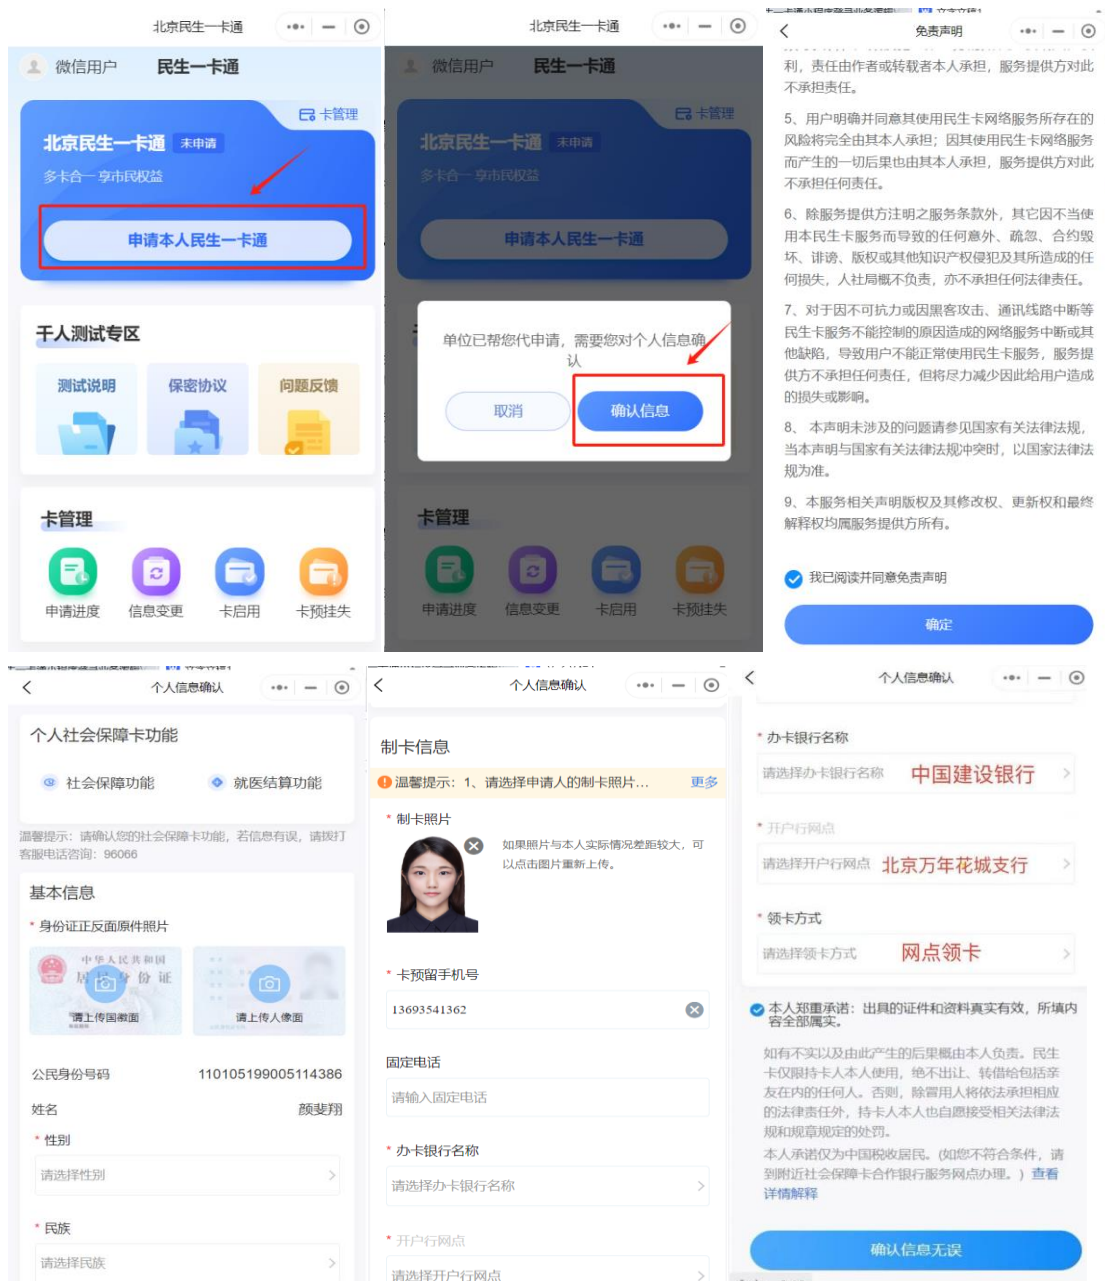 北京民生一卡通
微信用户 民生一卡通
卡管理
北京民生一卡通 未申请
多卡合一 享市民权益
申请本人民生一卡通
千人测试专区
测试说明 保密协议 问题反馈
卡管理
申请进度 信息变更 卡启用 卡预挂失
北京民生一卡通
微信用户 民生一卡通
卡管理
北京民生一卡通 未申请
多卡合一 享市民权益
申请本人民生一卡通
单位已帮您代申请，需要您对个人信息确
认
取消 确认信息
卡管理
申请进度 信息变更 卡启用 卡预挂失
免责声明
利，责任由作者或转载者本人承担，服务提供方对此
不承担责任。
5、用户明确并同意其使用民生卡网络服务所存在的
风险将完全由其本人承担；因其使用民生卡网络服务
而产生的一切后果也由其本人承担，服务提供方对此
不承担任何责任。
6、除服务提供方注明之服务条款外，其它因不当使
用本民生卡服务而导致的任何意外、疏忽、合约毁
坏、诽谤、版权或其他知识产权侵犯及其所造成的任
何损失，人社局概不负责，亦不承担任何法律责任。
7、对于因不可抗力或因黑客攻击、通讯线路中断等
民生卡服务不能控制的原因造成的网络服务中断或其
他缺陷，导致用户不能正常使用民生卡服务，服务提
供方不承担任何责任，但将尽力减少因此给用户造成
的损失或影响。
8、 本声明未涉及的问题请参见国家有关法律法规，
当本声明与国家有关法律法规冲突时，以国家法律法
规为准。
9、本服务相关声明版权及其修改权、更新权和最终
解释权均属服务提供方所有。
我已阅读并同意免责声明
确定
个人信息确认
个人社会保障卡功能
社会保障功能 就医结算功能
温馨提示：请确认您的社会保障卡功能，若信息有误，请拨打
客服电话咨询：96066
基本信息
* 身份证正反面原件照片
中华人民共和国
居民身份证
请上传国徽面 请上传人像面
公民身份号码 110105199005114386
姓名 颜斐翔
* 性别
请选择性别
* 民族
请选择民族
个人信息确认
制卡信息
温馨提示：1、请选择申请人的制卡照片... 更多
* 制卡照片
如果照片与本人实际情况差距较大，可
以点击图片重新上传。
* 卡预留手机号
13693541362
固定电话
请输入固定电话
* 办卡银行名称
请选择办卡银行名称
* 开户行网点
请选择开户行网点
个人信息确认
* 办卡银行名称
请选择办卡银行名称 中国建设银行
* 开户行网点
请选择开户行网点 北京万年花城支行
* 领卡方式
请选择领卡方式 网点领卡
本人郑重承诺：出具的证件和资料真实有效，所填内
容全部属实。
如有不实以及由此产生的后果概由本人负责。民生
卡仅限持卡人本人使用，绝不出让、转借给包括亲
友在内的任何人。否则，除冒用人将依法承担相应
的法律责任外，持卡人本人也自愿接受相关法律法
规和规章规定的处罚。
本人承诺仅为中国税收居民。(如您不符合条件，请
到附近社会保障卡合作银行服务网点办理。) 查看
详情解释
确认信息无误